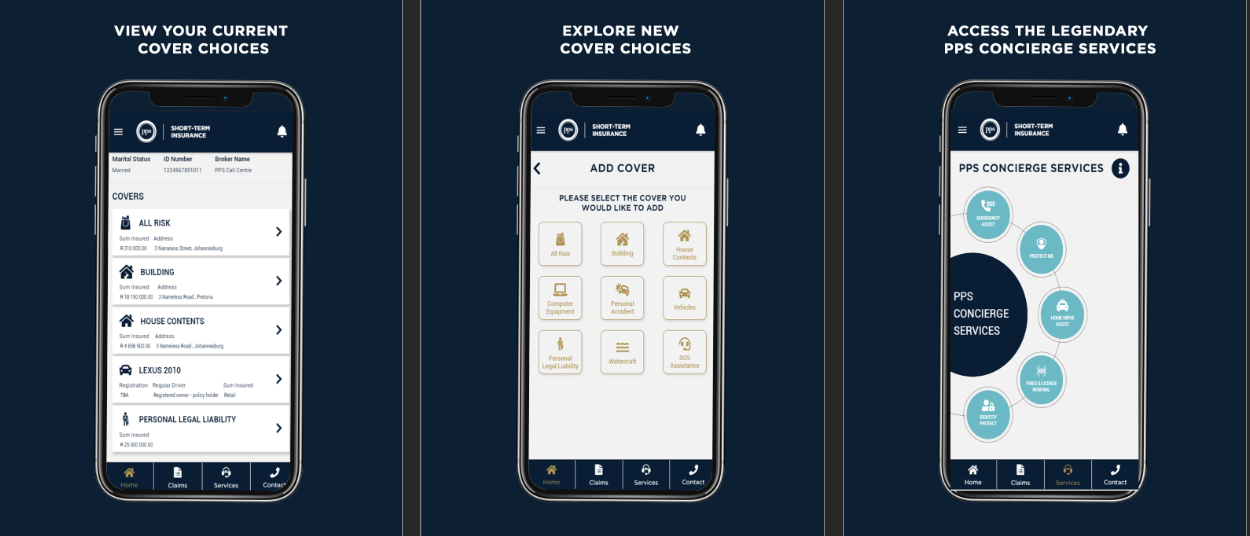 VIEW YOUR CURRENT
COVER CHOICES
pps
SHORT-TERM
INSURANCE
Marital Status ID Number Broker Name
Married 1234567891011 PPS Call Centre
COVERS
ALL RISK
Sum Insured Address
R 310 000.00 3 Nameless Street, Johannesburg
BUILDING
Sum Insured Address
R 18 150 000.00 3 Nameless Road, Pretoria
HOUSE CONTENTS
Sum Insured Address
R 4 658 500.00 3 Nameless Road, Johannesburg
LEXUS 2010
Registration Regular Driver Sum Insured
TBA Registered owner - policy holder Retail
PERSONAL LEGAL LIABILITY
Sum Insured
R 25 000 000.00
Home Claims Services Contact
EXPLORE NEW
COVER CHOICES
pps
SHORT-TERM
INSURANCE
ADD COVER
PLEASE SELECT THE COVER YOU
WOULD LIKE TO ADD
All Risk Building House
Contents
Computer
Equipment
Personal
Accident
Vehicles
Personal
Legal Liability
Watercraft
SOS
Assistance
Home Claims Services Contact
ACCESS THE LEGENDARY
PPS CONCIERGE SERVICES
pps
SHORT-TERM
INSURANCE
PPS CONCIERGE SERVICES i
SOS
EMERGENCY
ASSIST
PROTECT ME
PPS
CONCIERGE
SERVICES
HOME DRIVE
ASSIST
FINES & LICENCE
RENEWAL
IDENTITY
PROTECT
Home Claims Services Contact